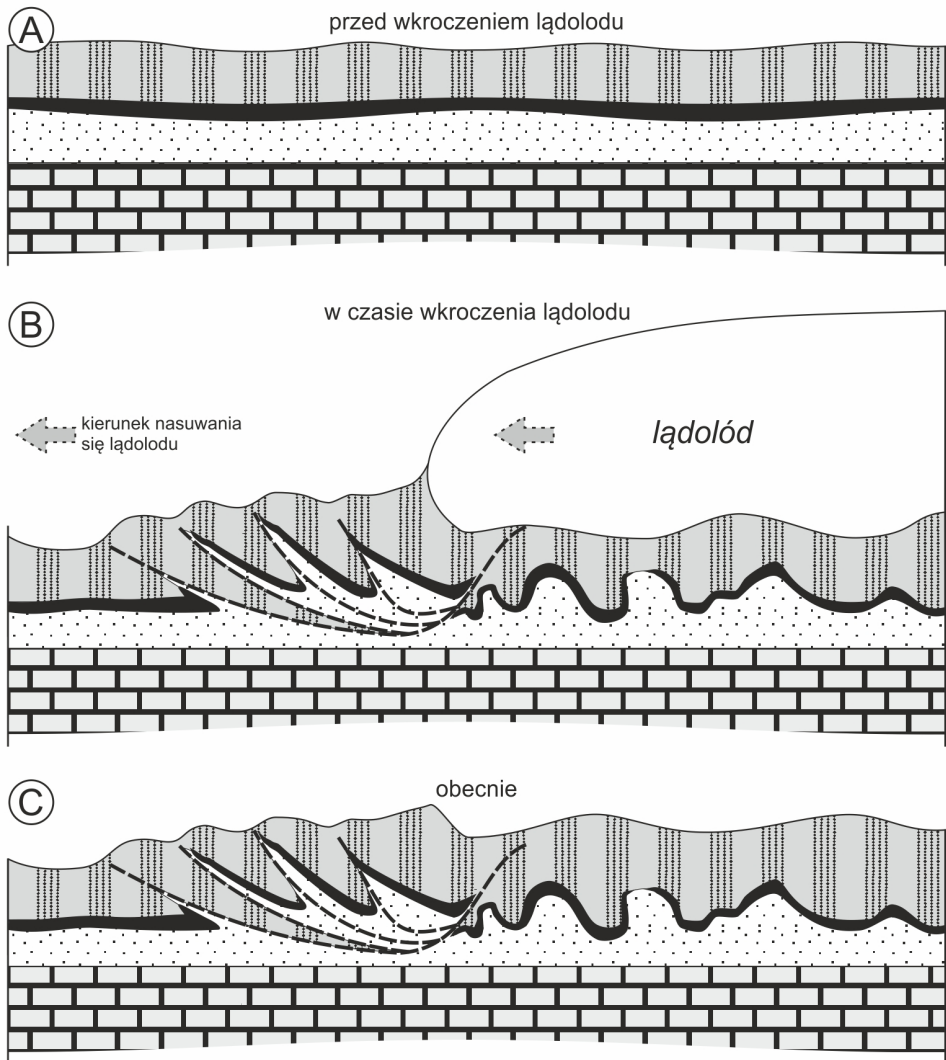 A
przed wkroczeniem lądolodu
B
w czasie wkroczenia lądolodu
kierunek nasuwania
się lądolodu
lądolód
C
obecnie